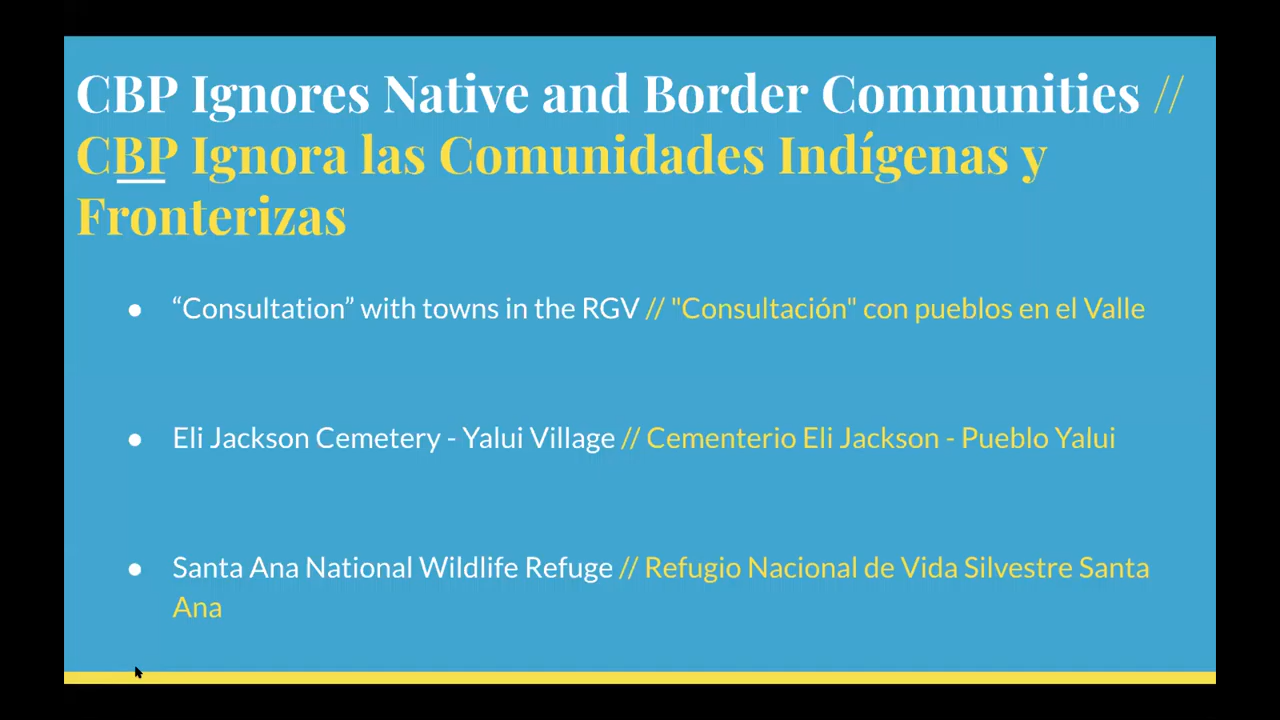 CBP Ignores Native and Border Communities //
CBP Ignora las Comunidades Indígenas y
Fronterizas
● “Consultation” with towns in the RGV // "Consultación" con pueblos en el Valle
● Eli Jackson Cemetery - Yalui Village // Cementerio Eli Jackson - Pueblo Yalui
● Santa Ana National Wildlife Refuge // Refugio Nacional de Vida Silvestre Santa
Ana